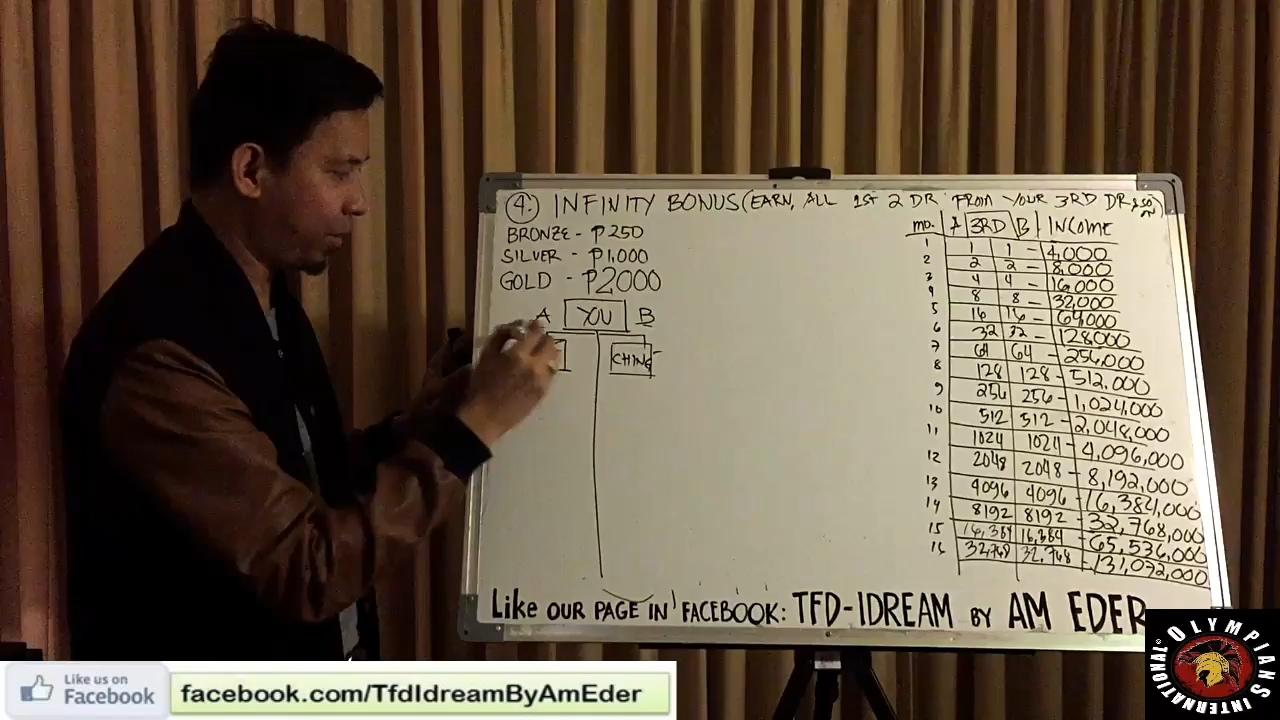 4. INFINITY BONUS (EARN, ALL 1ST 2 DR FROM YOUR 3RD DR
BRONZE - ₱250
SILVER - ₱1,000
GOLD - ₱2000
A YOU B
CHING
mo. A 3RD B INCOME
1 1 1 - 4,000
2 2 2 - 8,000
3 4 4 - 16,000
4 8 8 - 32,000
5 16 16 - 64,000
6 32 32 - 128,000
7 64 64 - 256,000
8 128 128 - 512,000
9 256 256 - 1,024,000
10 512 512 - 2,048,000
11 1024 1024 - 4,096,000
12 2048 2048 - 8,192,000
13 4096 4096 - 16,384,000
14 8192 8192 - 32,768,000
15 16,384 16,384 - 65,536,000
16 32,768 32,768 - 131,072,000
Like OUR PAGE IN FACEBOOK: TFD-IDREAM BY AM EDER
Like us on
Facebook
facebook.com/TfdIdreamByAmEder
OLYMPIANS INTERNATIONAL